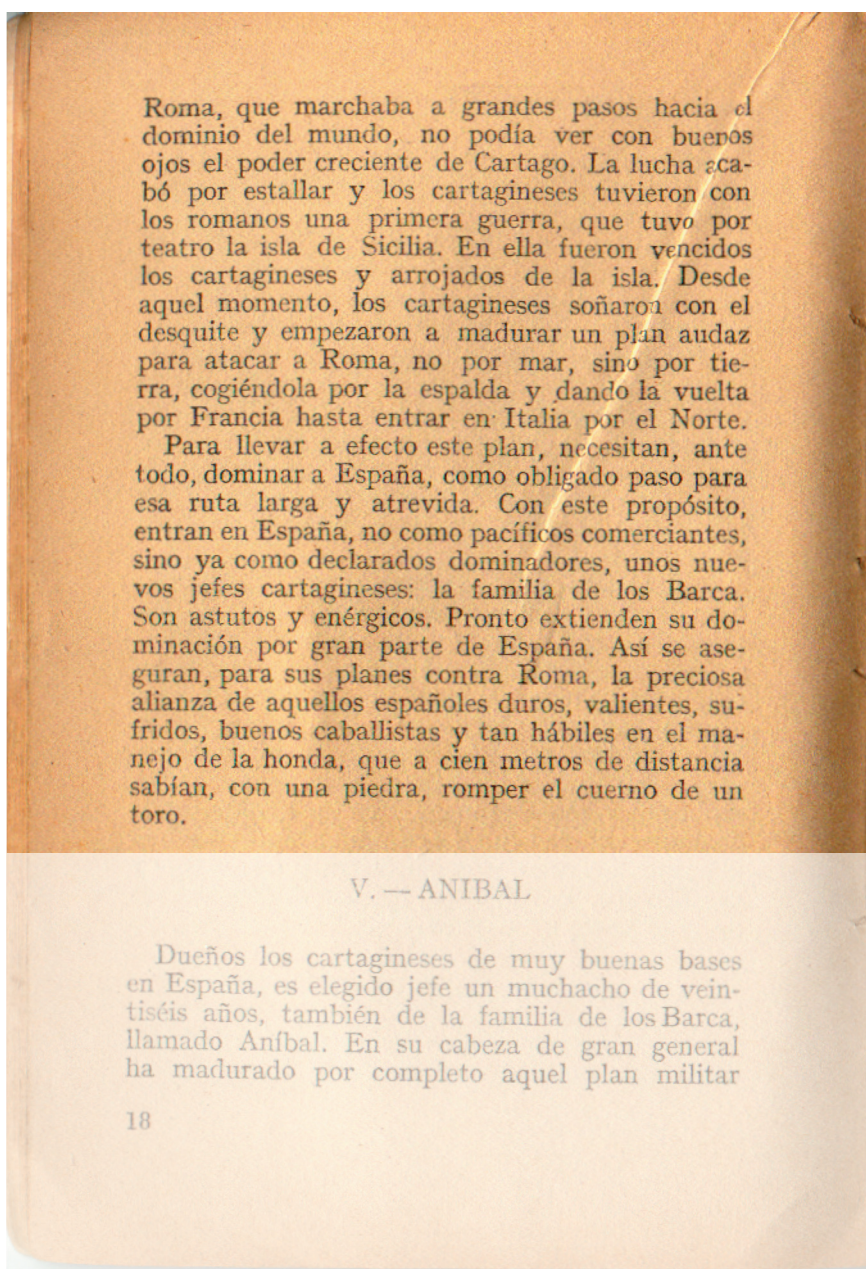 Roma, que marchaba a grandes pasos hacia el
dominio del mundo, no podía ver con buenos
ojos el poder creciente de Cartago. La lucha aca-
bó por estallar y los cartagineses tuvieron con
los romanos una primera guerra, que tuvo por
teatro la isla de Sicilia. En ella fueron vencidos
los cartagineses y arrojados de la isla. Desde
aquel momento, los cartagineses soñaron con el
desquite y empezaron a madurar un plan audaz
para atacar a Roma, no por mar, sino por tie-
rra, cogiéndola por la espalda y dando la vuelta
por Francia hasta entrar en Italia por el Norte.
Para llevar a efecto este plan, necesitan, ante
todo, dominar a España, como obligado paso para
esa ruta larga y atrevida. Con este propósito,
entran en España, no como pacíficos comerciantes,
sino ya como declarados dominadores, unos nue-
vos jefes cartagineses: la familia de los Barca.
Son astutos y enérgicos. Pronto extienden su do-
minación por gran parte de España. Así se ase-
guran, para sus planes contra Roma, la preciosa
alianza de aquellos españoles duros, valientes, su-
fridos, buenos caballistas y tan hábiles en el ma-
nejo de la honda, que a cien metros de distancia
sabían, con una piedra, romper el cuerno de un
toro.
V. — ANIBAL
Dueños los cartagineses de muy buenas bases
en España, es elegido jefe un muchacho de vein-
tiséis años, también de la familia de los Barca,
llamado Aníbal. En su cabeza de gran general
ha madurado por completo aquel plan militar
18